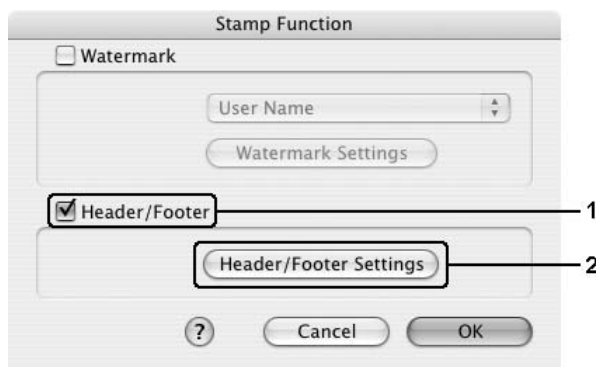 Stamp Function
Watermark
User Name
Watermark Settings
Header/Footer 1
Header/Footer Settings 2
? Cancel OK